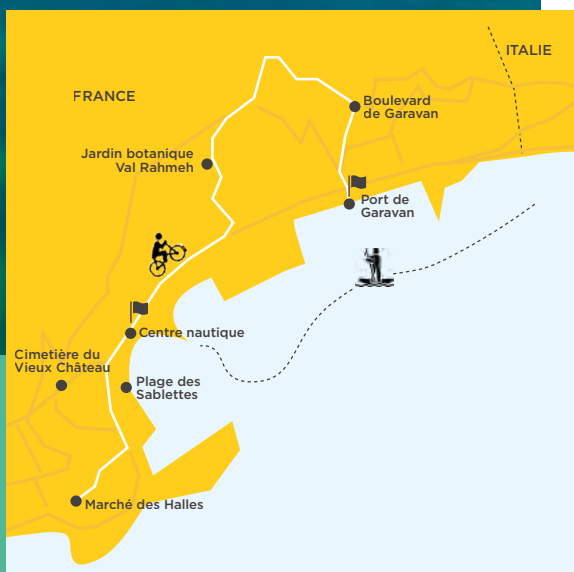 ITALIE
FRANCE
Boulevard
de Garavan
Jardin botanique
Val Rahmeh
Port de
Garavan
Centre nautique
Cimetière du
Vieux Château
Plage des
Sablettes
Marché des Halles